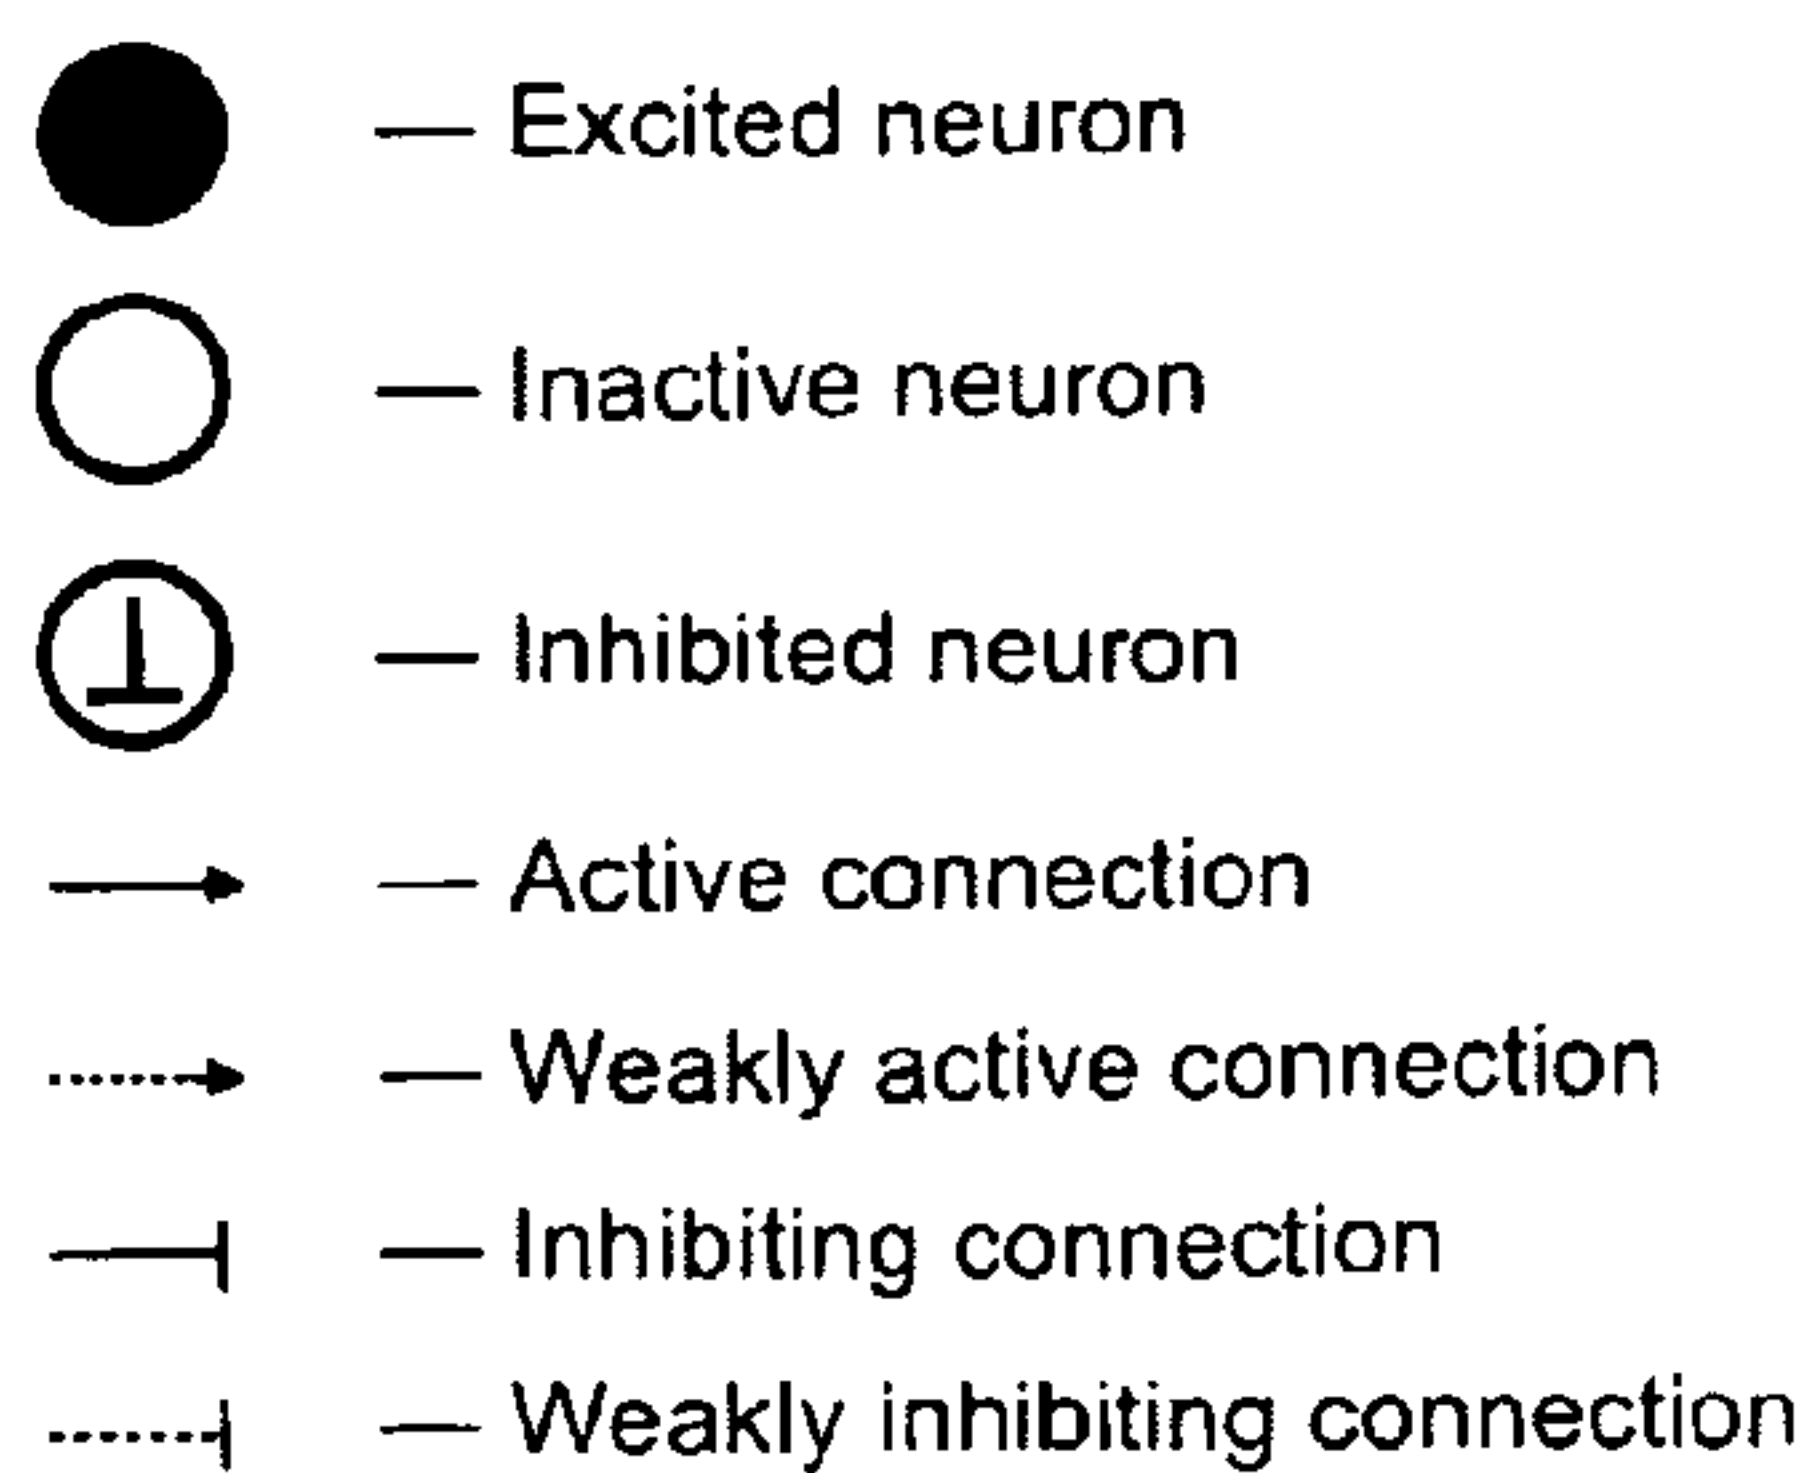 — Excited neuron
— Inactive neuron
— Inhibited neuron
— Active connection
— Weakly active connection
— Inhibiting connection
— Weakly inhibiting connection